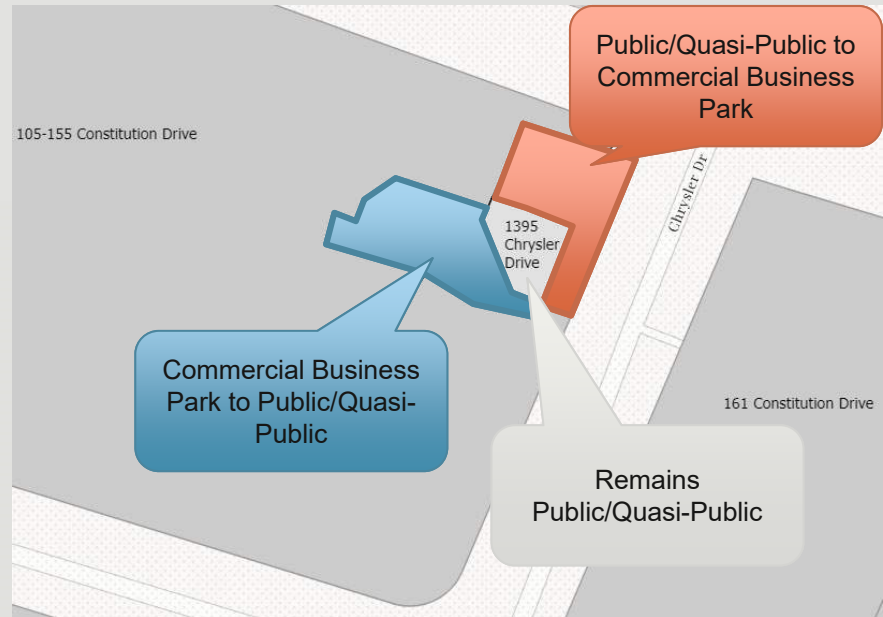 Public/Quasi-Public to
Commercial Business
Park
105-155 Constitution Drive
Chrysler Dr
1395
Chrysler
Drive
Commercial Business
Park to Public/Quasi-
Public
161 Constitution Drive
Remains
Public/Quasi-Public